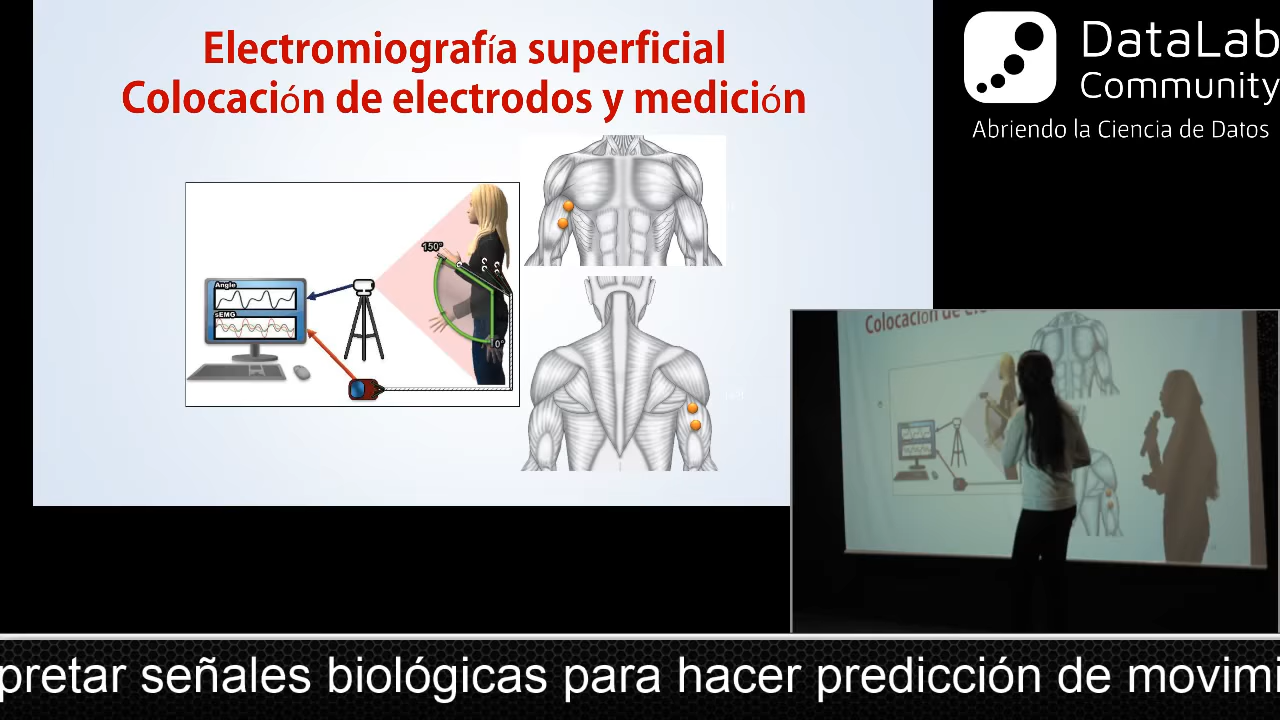 Electromiografía superficial
Colocación de electrodos y medición
DataLab
Community
Abriendo la Ciencia de Datos
150°
Angle
sEMG
0°
Colocación de
pretar señales biológicas para hacer predicción de movimi